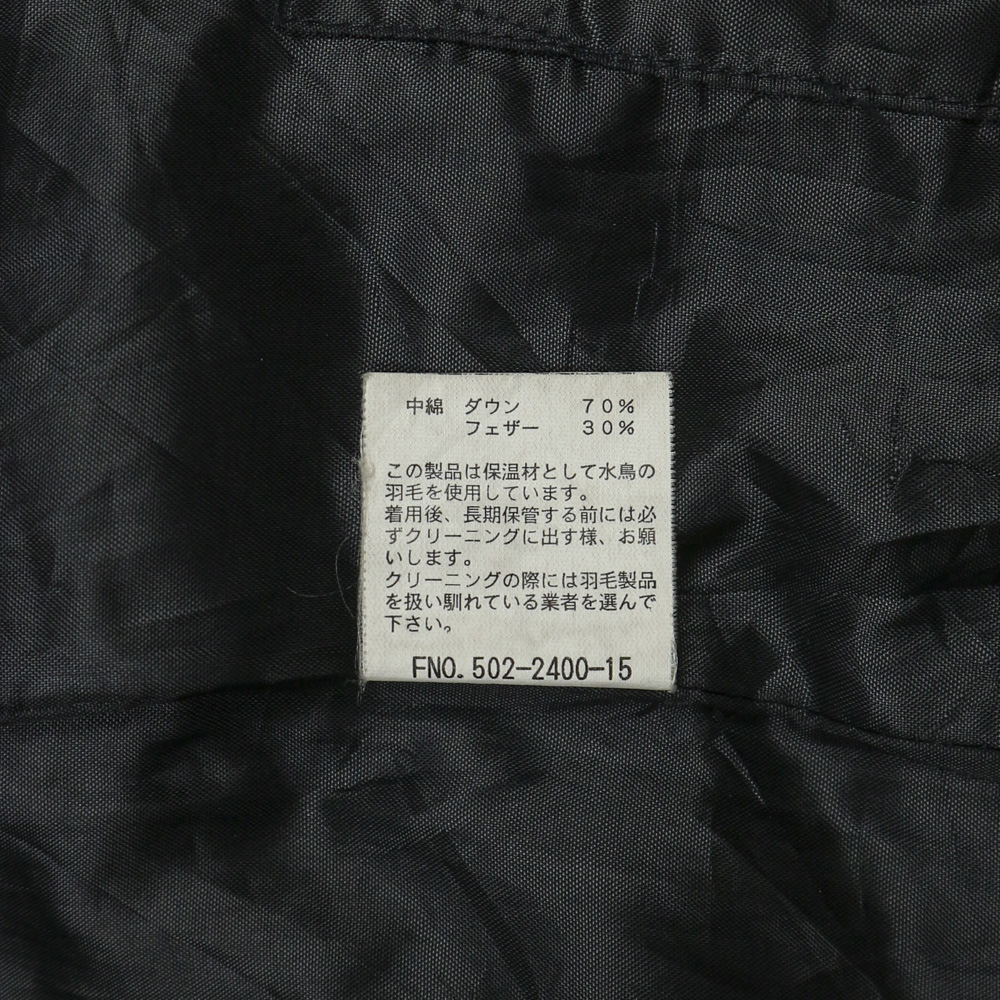 中綿 ダウン ７０％
フェザー ３０％
この製品は保温材として水鳥の
羽毛を使用しています。
着用後、長期保管する前には必
ずクリーニングに出す様、お願
いします。
クリーニングの際には羽毛製品
を扱い馴れている業者を選んで
下さい。
FNO. 502-2400-15